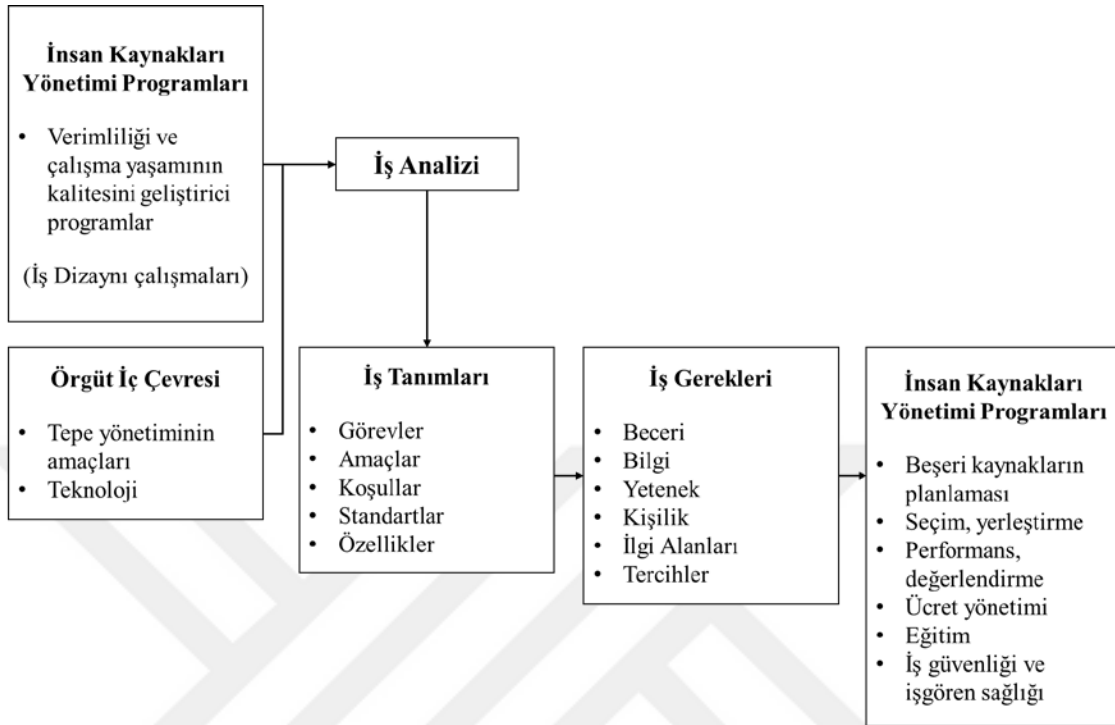 İnsan Kaynakları
Yönetimi Programları
• Verimliliği ve
çalışma yaşamının
kalitesini geliştirici
programlar
(İş Dizaynı çalışmaları)
İş Analizi
Örgüt İç Çevresi
• Tepe yönetiminin
amaçları
• Teknoloji
İş Tanımları
• Görevler
• Amaçlar
• Koşullar
• Standartlar
• Özellikler
İş Gerekleri
• Beceri
• Bilgi
• Yetenek
• Kişilik
• İlgi Alanları
• Tercihler
İnsan Kaynakları
Yönetimi Programları
• Beşeri kaynakların
planlaması
• Seçim, yerleştirme
• Performans,
değerlendirme
• Ücret yönetimi
• Eğitim
• İş güvenliği ve
işgören sağlığı